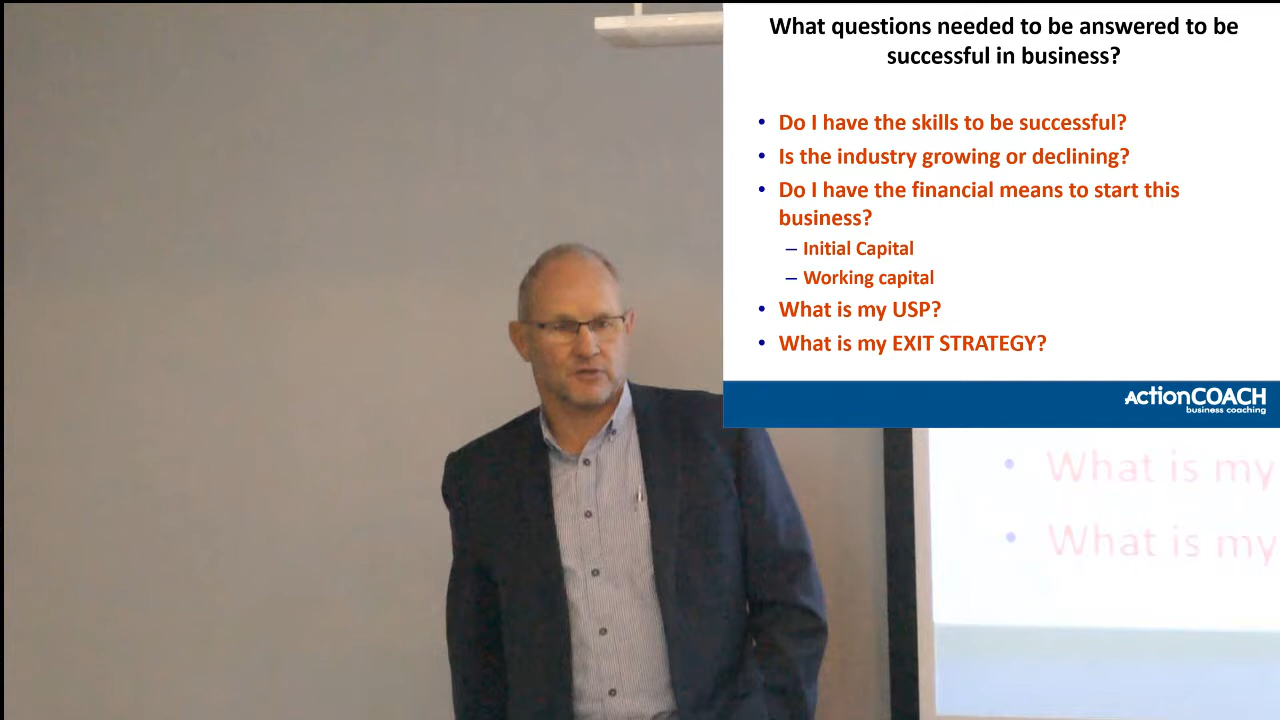 What questions needed to be answered to be
successful in business?
• Do I have the skills to be successful?
• Is the industry growing or declining?
• Do I have the financial means to start this
business?
– Initial Capital
– Working capital
• What is my USP?
• What is my EXIT STRATEGY?
ActionCOACH
business coaching
• What is my
• What is my